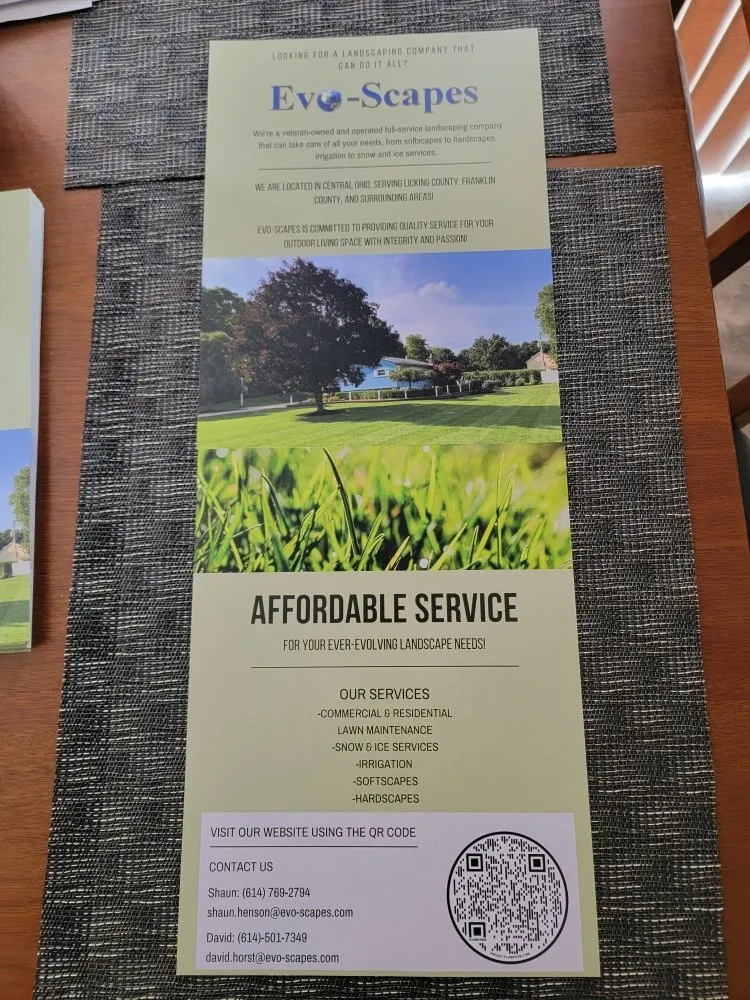 LOOKING FOR A LANDSCAPING COMPANY THAT
CAN DO IT ALL?
Evo-Scapes
We're a veteran-owned and operated full-service landscaping company
that can take care of all your needs, from softscapes to hardscapes,
irrigation to snow and ice services.
WE ARE LOCATED IN CENTRAL OHIO, SERVING LICKING COUNTY, FRANKLIN
COUNTY, AND SURROUNDING AREAS!
EVO-SCAPES IS COMMITTED TO PROVIDING QUALITY SERVICE FOR YOUR
OUTDOOR LIVING SPACE WITH INTEGRITY AND PASSION!
AFFORDABLE SERVICE
FOR YOUR EVER-EVOLVING LANDSCAPE NEEDS!
OUR SERVICES
-COMMERCIAL & RESIDENTIAL
LAWN MAINTENANCE
-SNOW & ICE SERVICES
-IRRIGATION
-SOFTSCAPES
-HARDSCAPES
VISIT OUR WEBSITE USING THE QR CODE
CONTACT US
Shaun: (614) 769-2794
shaun.henson@evo-scapes.com
David: (614)-501-7349
david.horst@evo-scapes.com